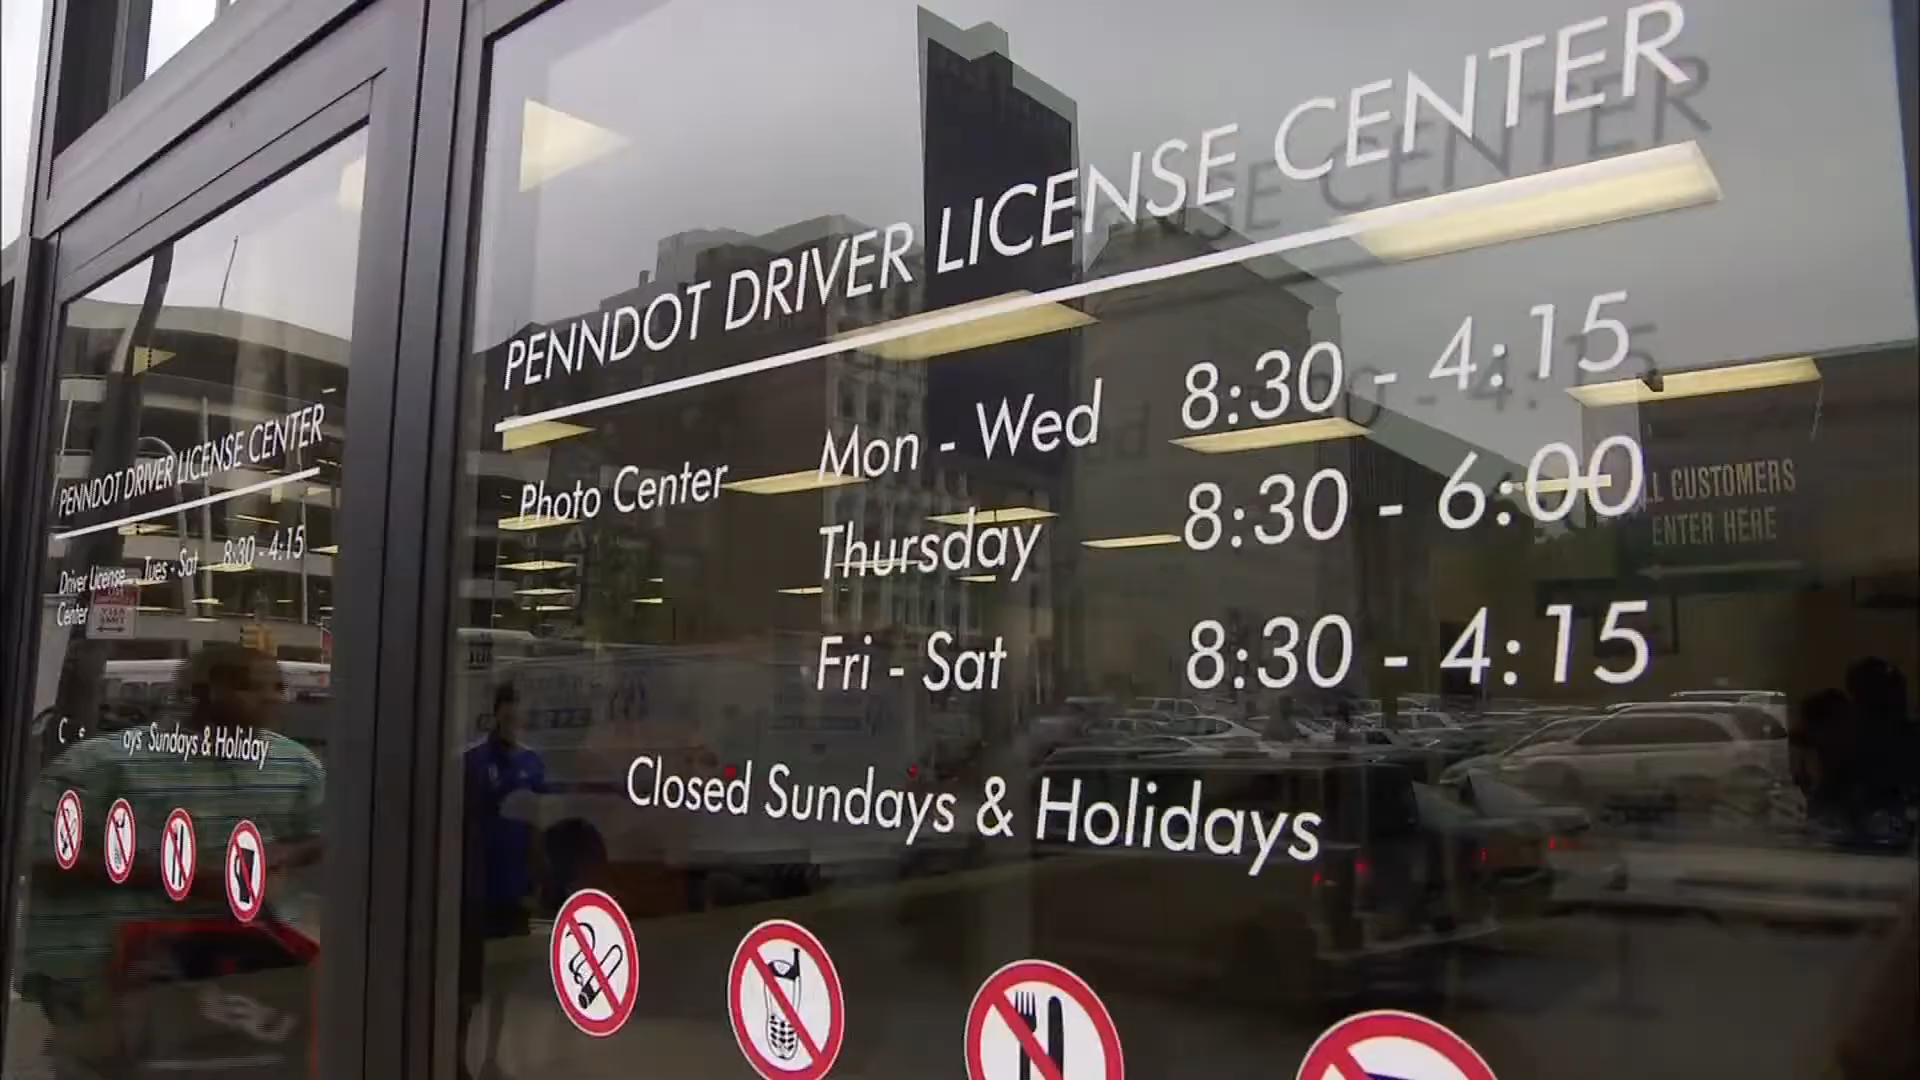 PENNDOT DRIVER LICENSE CENTER
Photo Center Mon - Wed 8:30 - 4:15
Thursday 8:30 - 6:00
Fri - Sat 8:30 - 4:15
Closed Sundays & Holidays
CUSTOMERS
ENTER HERE
PENNDOT DRIVER LICENSE CENTER
Driver License Tues - Sat 8:30 - 4:15
Center
Sundays & Holiday